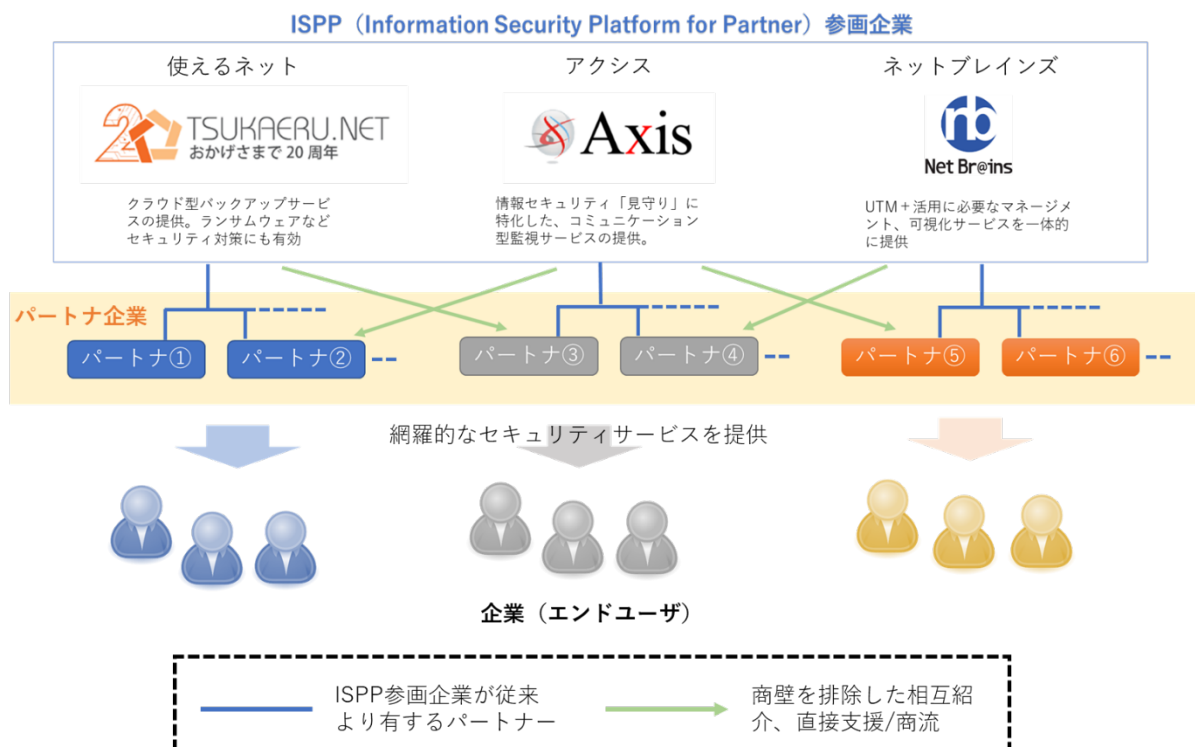 ISPP（Information Security Platform for Partner）参画企業
使えるネット
アクシス
ネットブレインズ
20 TSUKAERU.NET
おかげさまで 20 周年
Axis
nb
Net Br@ins
クラウド型バックアップサービ
スの提供。ランサムウェアなど
セキュリティ対策にも有効
情報セキュリティ「見守り」に
特化した、コミュニケーション
型監視サービスの提供。
UTM＋活用に必要なマネージメ
ント、可視化サービスを一体的
に提供
パートナ企業
パートナ①
パートナ②
パートナ③
パートナ④
パートナ⑤
パートナ⑥
網羅的なセキュリティサービスを提供
企業（エンドユーザ）
ISPP参画企業が従来
より有するパートナー
商壁を排除した相互紹
介、直接支援/商流